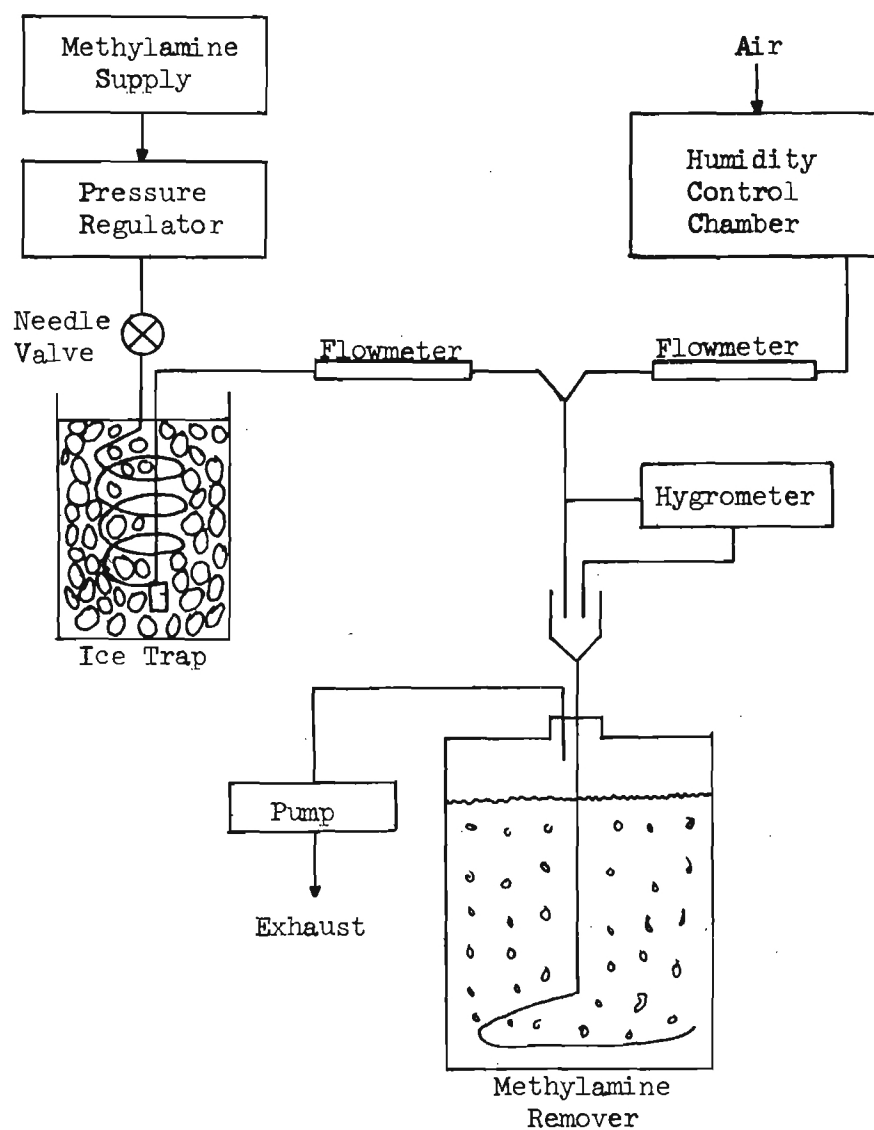 Methylamine
Supply
Air
Pressure
Regulator
Humidity
Control
Chamber
Needle
Valve
Flowmeter
Flowmeter
Hygrometer
Ice Trap
Pump
Exhaust
Methylamine
Remover